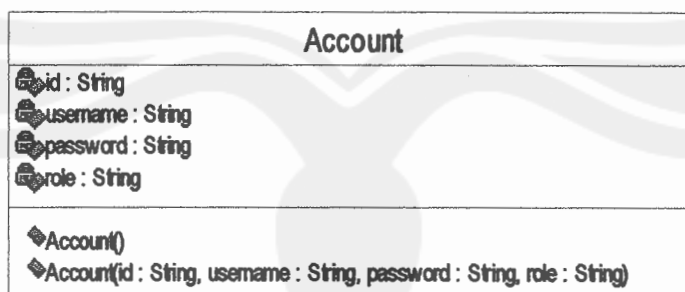 Account
id : String
username : String
password : String
role : String
Account()
Account(id : String, username : String, password : String, role : String)